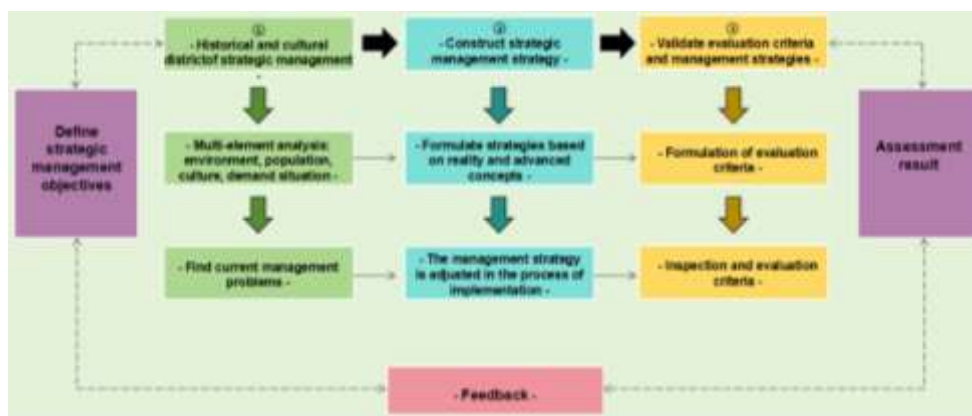 ①
- Historical and cultural
districtof strategic management
-
②
- Construct strategic
management strategy -
③
- Validate evaluation criteria
and management strategies -
Define
strategic
management
objectives
- Multi-element analysis:
environment, population,
culture, demand situation -
- Formulate strategies based
on reality and advanced
concepts -
- Formulation of evaluation
criteria -
Assessment
result
- Find current management
problems -
- The management strategy
is adjusted in the process of
implementation -
- Inspection and evaluation
criteria -
- Feedback -